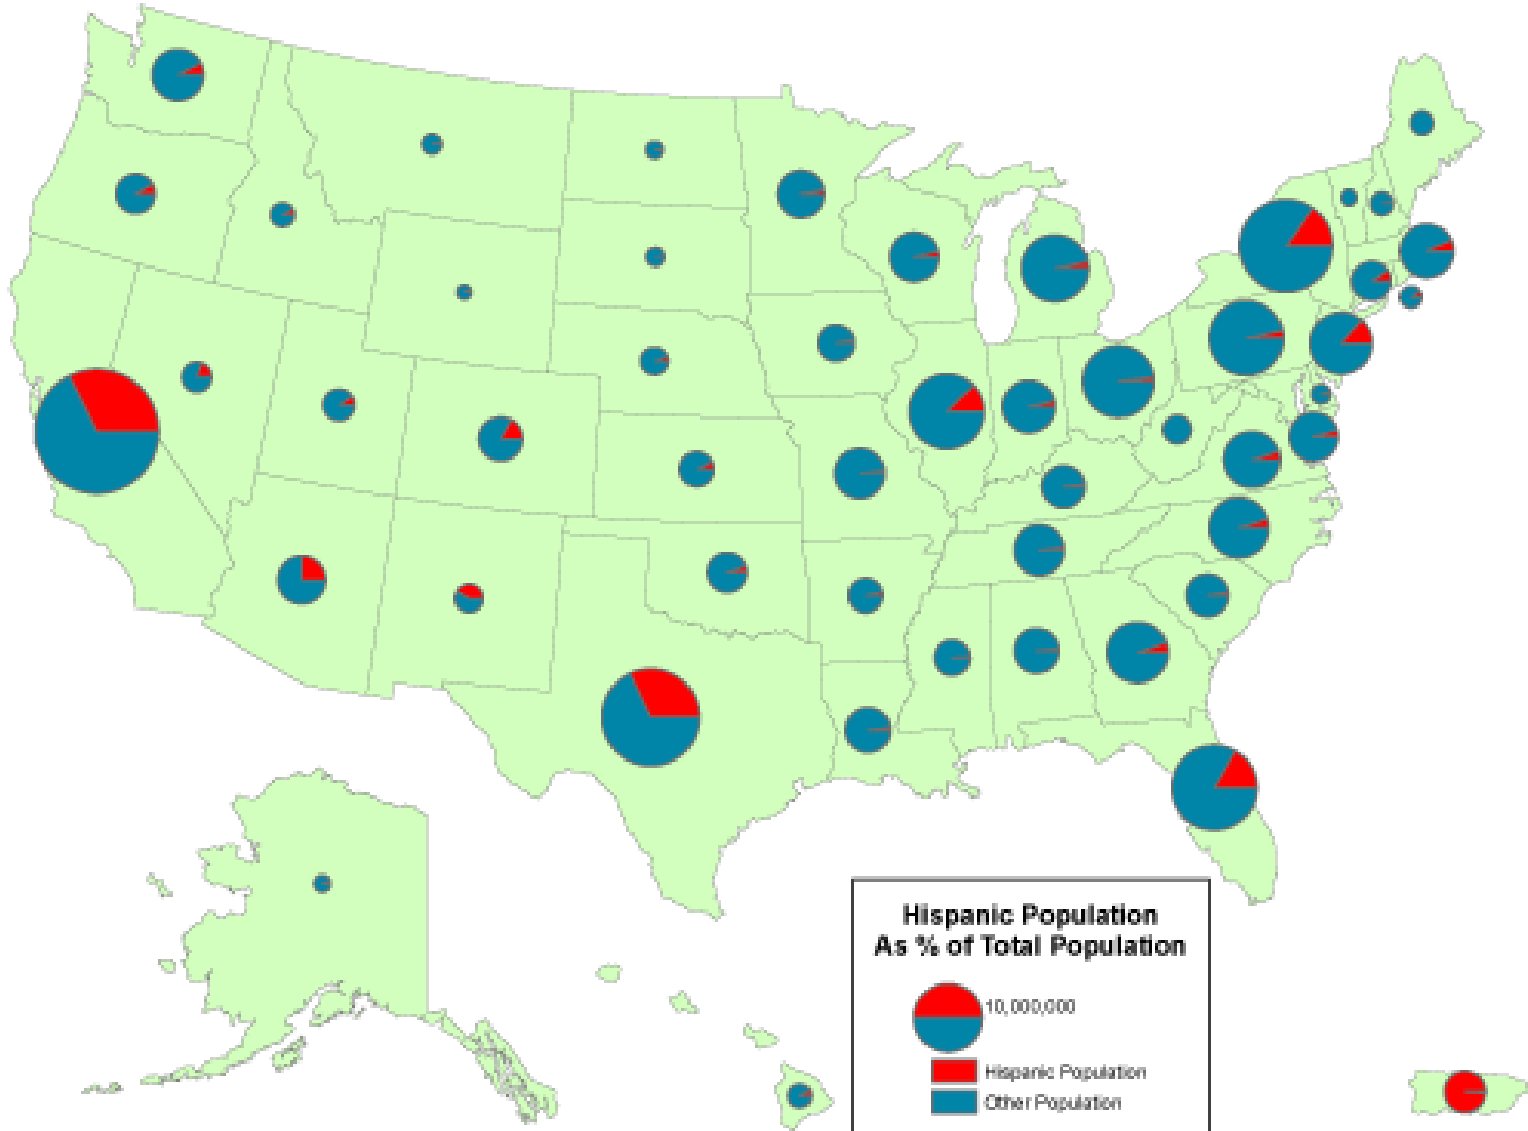 Hispanic Population
As % of Total Population
10,000,000
Hispanic Population
Other Population